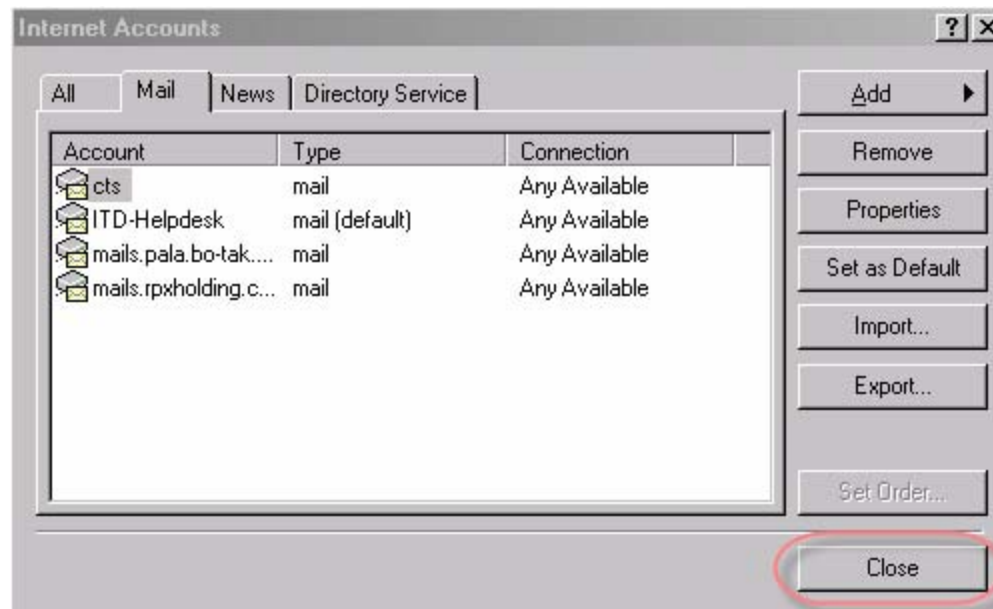 Internet Accounts
All Mail News Directory Service
Account Type Connection
cts mail Any Available
ITD-Helpdesk mail (default) Any Available
mails.pala.bo-tak.... mail Any Available
mails.rpxholding.c... mail Any Available
Add
Remove
Properties
Set as Default
Import...
Export...
Set Order...
Close